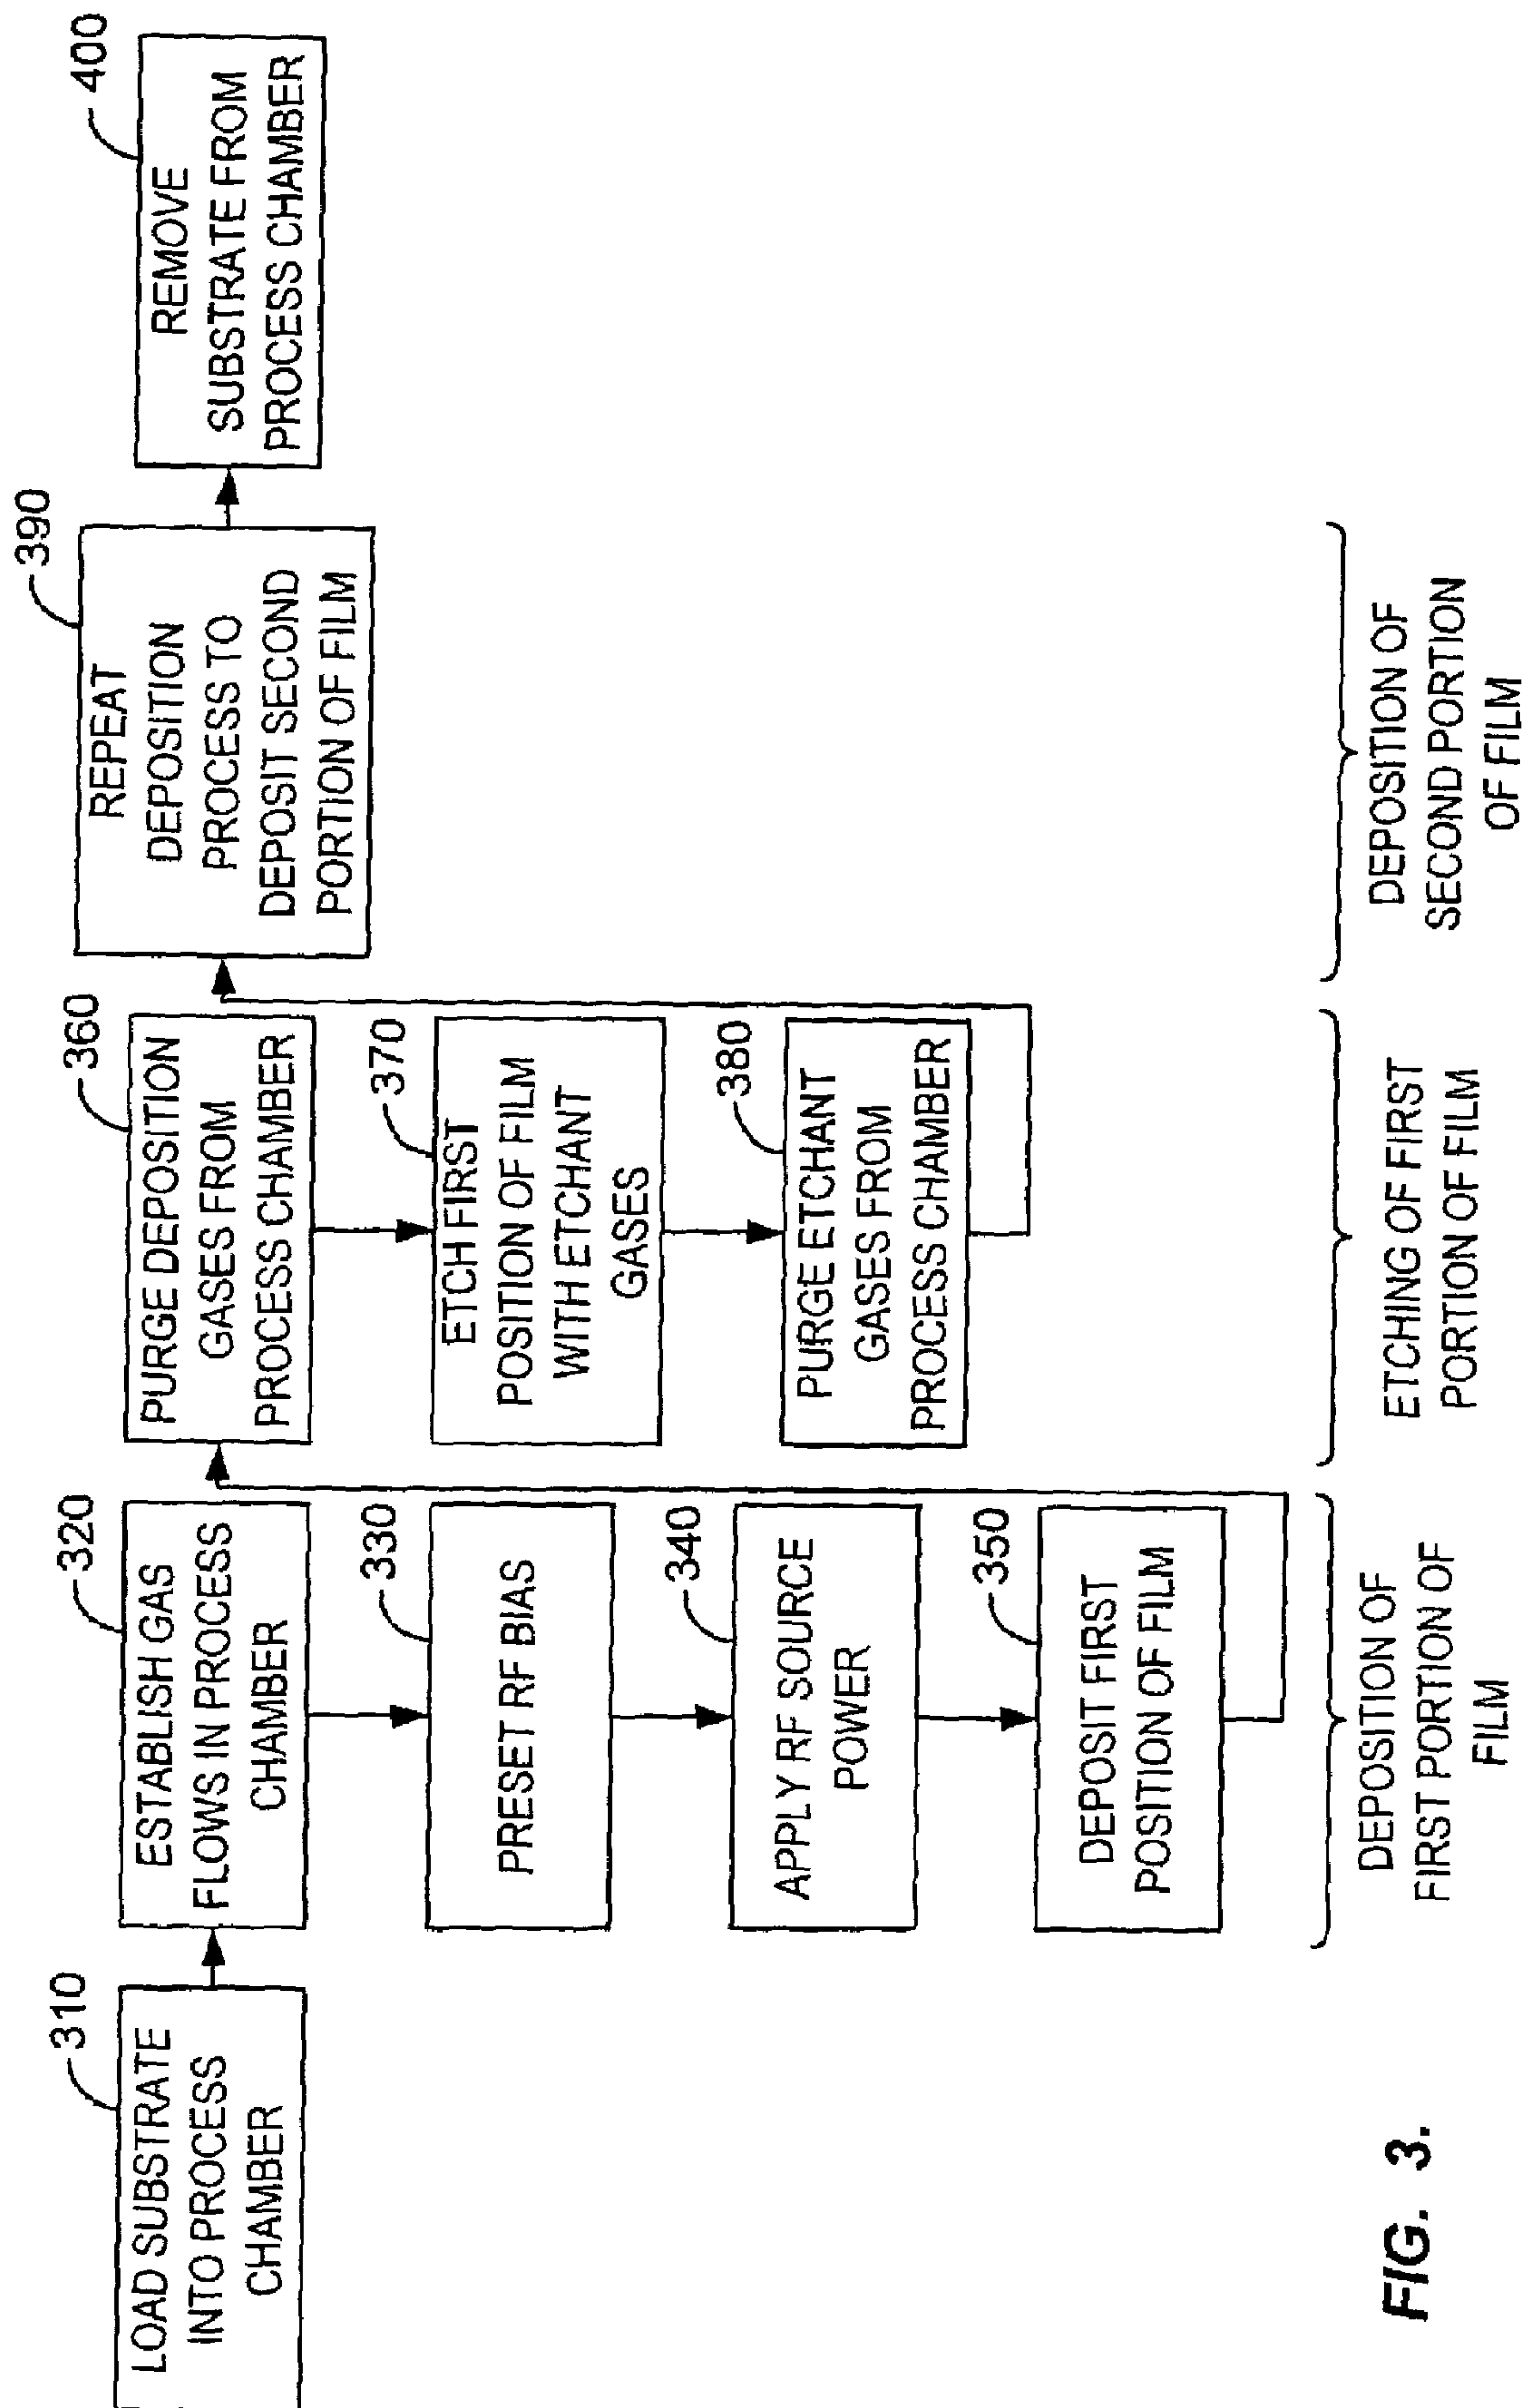 310
LOAD SUBSTRATE
INTO PROCESS
CHAMBER
320
ESTABLISH GAS
FLOWS IN PROCESS
CHAMBER
330
PRESET RF BIAS
340
APPLY RF SOURCE
POWER
350
DEPOSIT FIRST
POSITION OF FILM
360
PURGE DEPOSITION
GASES FROM
PROCESS CHAMBER
370
ETCH FIRST
POSITION OF FILM
WITH ETCHANT
GASES
380
PURGE ETCHANT
GASES FROM
PROCESS CHAMBER
390
REPEAT
DEPOSITION
PROCESS TO
DEPOSIT SECOND
PORTION OF FILM
400
REMOVE
SUBSTRATE FROM
PROCESS CHAMBER
DEPOSITION OF
FIRST PORTION OF
FILM
ETCHING OF FIRST
PORTION OF FILM
DEPOSITION OF
SECOND PORTION
OF FILM
FIG. 3.